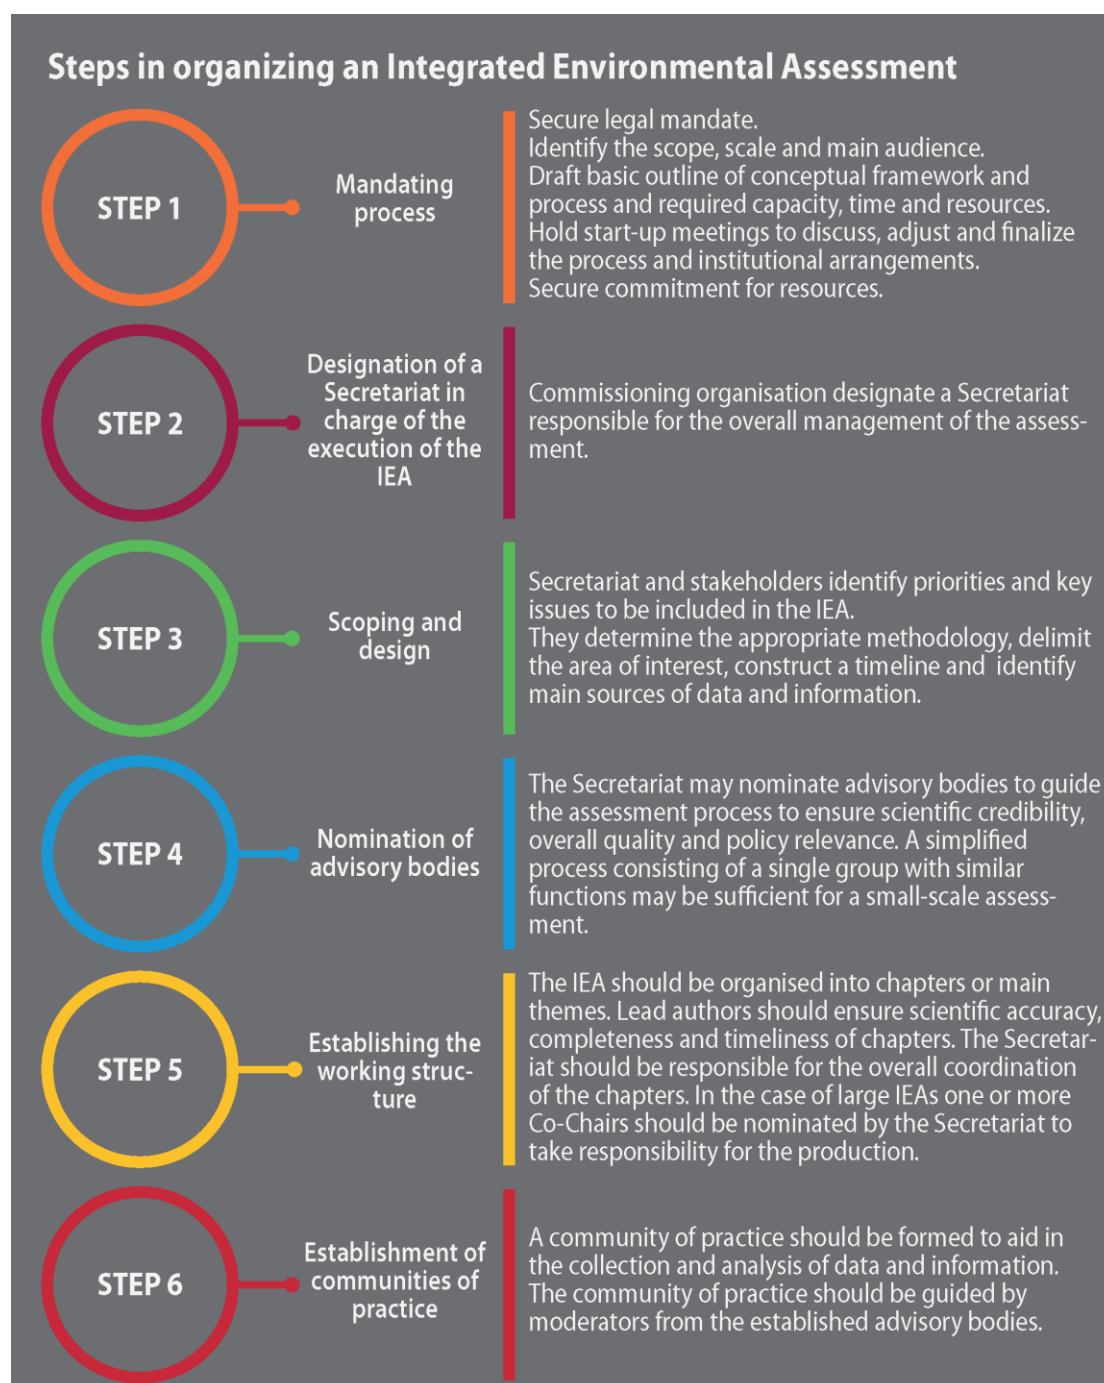 Steps in organizing an Integrated Environmental Assessment
STEP 1
Mandating
process
Secure legal mandate.
Identify the scope, scale and main audience.
Draft basic outline of conceptual framework and
process and required capacity, time and resources.
Hold start-up meetings to discuss, adjust and finalize
the process and institutional arrangements.
Secure commitment for resources.
STEP 2
Designation of a
Secretariat in
charge of the
execution of the
IEA
Commissioning organisation designate a Secretariat
responsible for the overall management of the assess-
ment.
STEP 3
Scoping and
design
Secretariat and stakeholders identify priorities and key
issues to be included in the IEA.
They determine the appropriate methodology, delimit
the area of interest, construct a timeline and  identify
main sources of data and information.
STEP 4
Nomination of
advisory bodies
The Secretariat may nominate advisory bodies to guide
the assessment process to ensure scientific credibility,
overall quality and policy relevance. A simplified
process consisting of a single group with similar
functions may be sufficient for a small-scale assess-
ment.
STEP 5
Establishing the
working struc-
ture
The IEA should be organised into chapters or main
themes. Lead authors should ensure scientific accuracy,
completeness and timeliness of chapters. The Secretar-
iat should be responsible for the overall coordination
of the chapters. In the case of large IEAs one or more
Co-Chairs should be nominated by the Secretariat to
take responsibility for the production.
STEP 6
Establishment of
communities of
practice
A community of practice should be formed to aid in
the collection and analysis of data and information.
The community of practice should be guided by
moderators from the established advisory bodies.